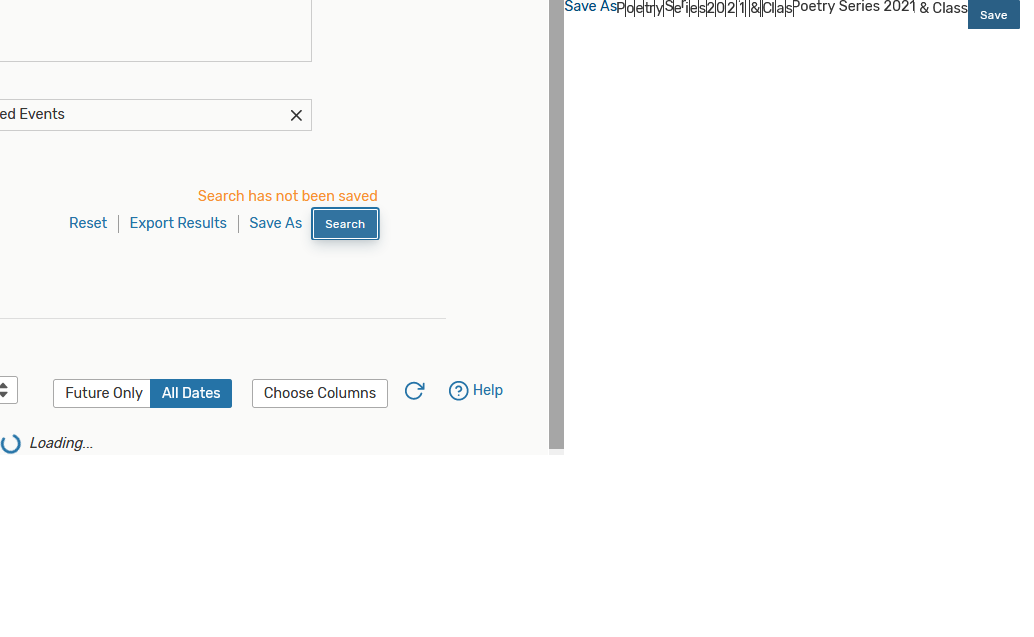 Save As Poetry Series 2021 & Clas Poetry Series 2021 & Class Save
ed Events
Search has not been saved
Reset Export Results Save As Search
Future Only All Dates Choose Columns Help
Loading...